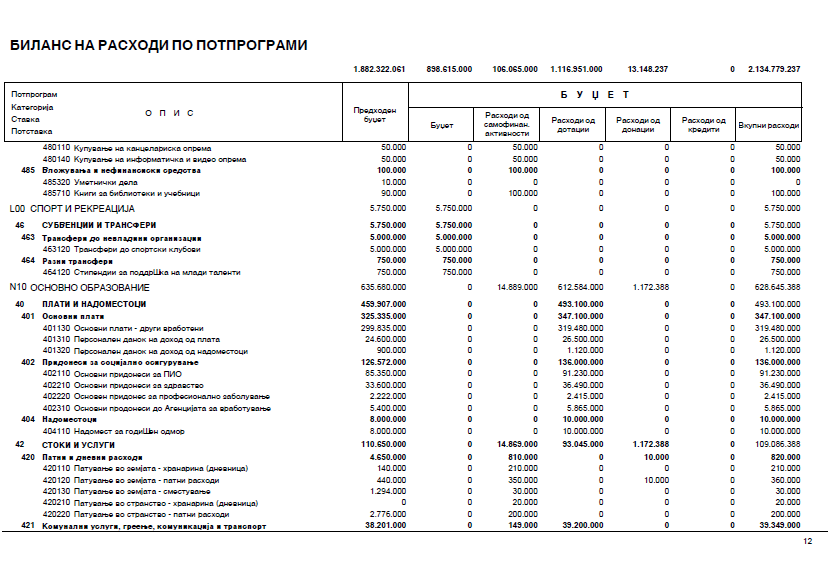 БИЛАНС НА РАСХОДИ ПО ПОТПРОГРАМИ
1.882.322.061 898.615.000 106.065.000 1.116.951.000 13.148.237 0 2.134.779.237
Потпрограм
Категорија
Ставка
Потставка
О П И С
Предходен буџет
Б У Џ Е Т
Буџет
Расходи од самофинан. активности
Расходи од дотации
Расходи од донации
Расходи од кредити
Вкупни расходи
480110 Купување на канцелариска опрема 50.000 0 50.000 0 0 0 50.000
480140 Купување на информатичка и видео опрема 50.000 0 50.000 0 0 0 50.000
485 Вложувања и нефинансиски средства 100.000 0 100.000 0 0 0 100.000
485320 Уметнички дела 10.000 0 0 0 0 0 0
485710 Книги за библиотеки и учебници 90.000 0 100.000 0 0 0 100.000
L00 СПОРТ И РЕКРЕАЦИЈА 5.750.000 5.750.000 0 0 0 0 5.750.000
46 СУБВЕНЦИИ И ТРАНСФЕРИ 5.750.000 5.750.000 0 0 0 0 5.750.000
463 Трансфери до невладини организации 5.000.000 5.000.000 0 0 0 0 5.000.000
463120 Трансфери до спортски клубови 5.000.000 5.000.000 0 0 0 0 5.000.000
464 Разни трансфери 750.000 750.000 0 0 0 0 750.000
464120 Стипендии за поддрШка на млади таленти 750.000 750.000 0 0 0 0 750.000
N10 ОСНОВНО ОБРАЗОВАНИЕ 635.680.000 0 14.889.000 612.584.000 1.172.388 0 628.645.388
40 ПЛАТИ И НАДОМЕСТОЦИ 459.907.000 0 0 493.100.000 0 0 493.100.000
401 Основни плати 325.335.000 0 0 347.100.000 0 0 347.100.000
401130 Основни плати - други вработени 299.835.000 0 0 319.480.000 0 0 319.480.000
401310 Персонален данок на доход од плата 24.600.000 0 0 26.500.000 0 0 26.500.000
401320 Персонален данок на доход од надоместоци 900.000 0 0 1.120.000 0 0 1.120.000
402 Придонеси за социјално осигурување 126.572.000 0 0 136.000.000 0 0 136.000.000
402110 Основни придонеси за ПИО 85.350.000 0 0 91.230.000 0 0 91.230.000
402210 Основни придонеси за здравство 33.600.000 0 0 36.490.000 0 0 36.490.000
402220 Основен придонес за професионално заболување 2.222.000 0 0 2.415.000 0 0 2.415.000
402310 Основни продонеси до Агенцијата за вработување 5.400.000 0 0 5.865.000 0 0 5.865.000
404 Надоместоци 8.000.000 0 0 10.000.000 0 0 10.000.000
404110 Надомест за годиШен одмор 8.000.000 0 0 10.000.000 0 0 10.000.000
42 СТОКИ И УСЛУГИ 110.650.000 0 14.869.000 93.045.000 1.172.388 0 109.086.388
420 Патни и дневни расходи 4.650.000 0 810.000 0 10.000 0 820.000
420110 Патување во земјата - хранарина (дневница) 140.000 0 210.000 0 0 0 210.000
420120 Патување во земјата - патни расходи 440.000 0 350.000 0 10.000 0 360.000
420130 Патување во земјата - сместување 1.294.000 0 30.000 0 0 0 30.000
420210 Патување во странство - хранарина (дневница) 0 0 20.000 0 0 0 20.000
420220 Патување во странство - патни расходи 2.776.000 0 200.000 0 0 0 200.000
421 Комунални услуги, греење, комуникација и транспорт 38.201.000 0 149.000 39.200.000 0 0 39.349.000
12